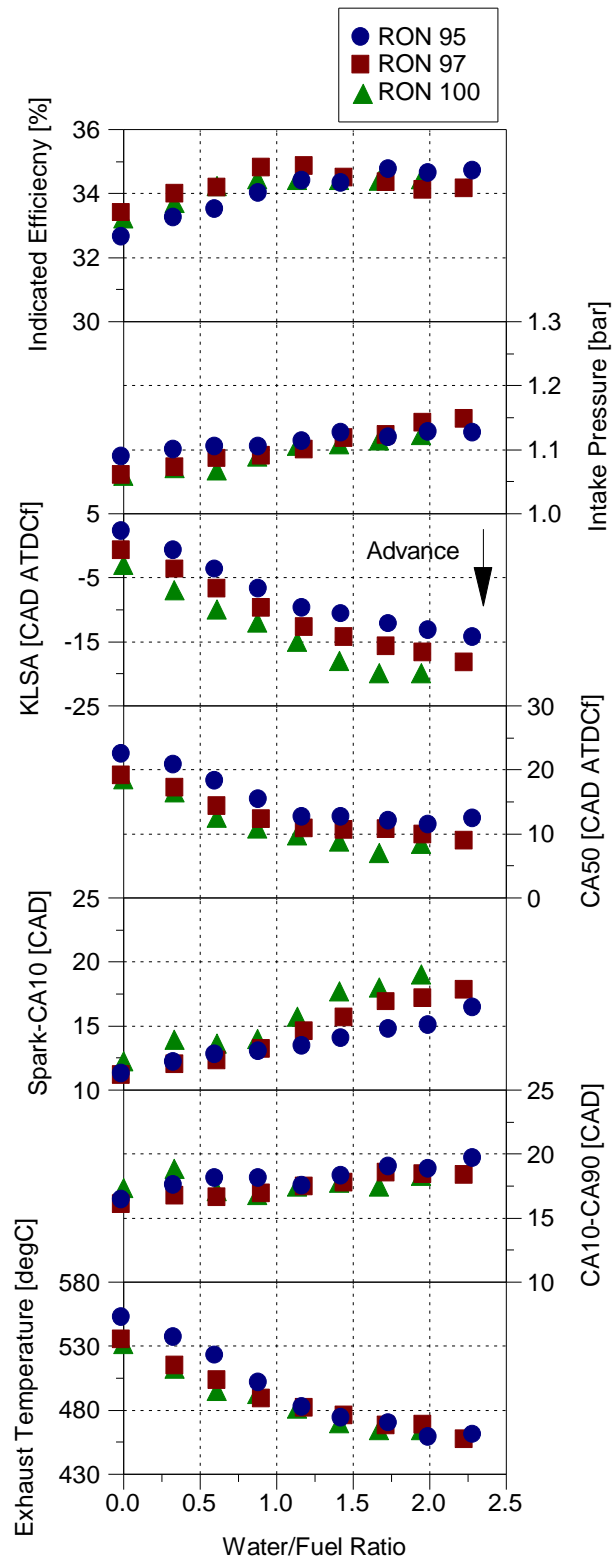 RON 95
RON 97
RON 100
Indicated Efficiecny [%]
36
34
32
30
Intake Pressure [bar]
1.3
1.2
1.1
1.0
KLSA [CAD ATDCf]
5
-5
-15
-25
Advance
CA50 [CAD ATDCf]
30
20
10
0
Spark-CA10 [CAD]
25
20
15
10
CA10-CA90 [CAD]
25
20
15
10
Exhaust Temperature [degC]
580
530
480
430
0.0 0.5 1.0 1.5 2.0 2.5
Water/Fuel Ratio